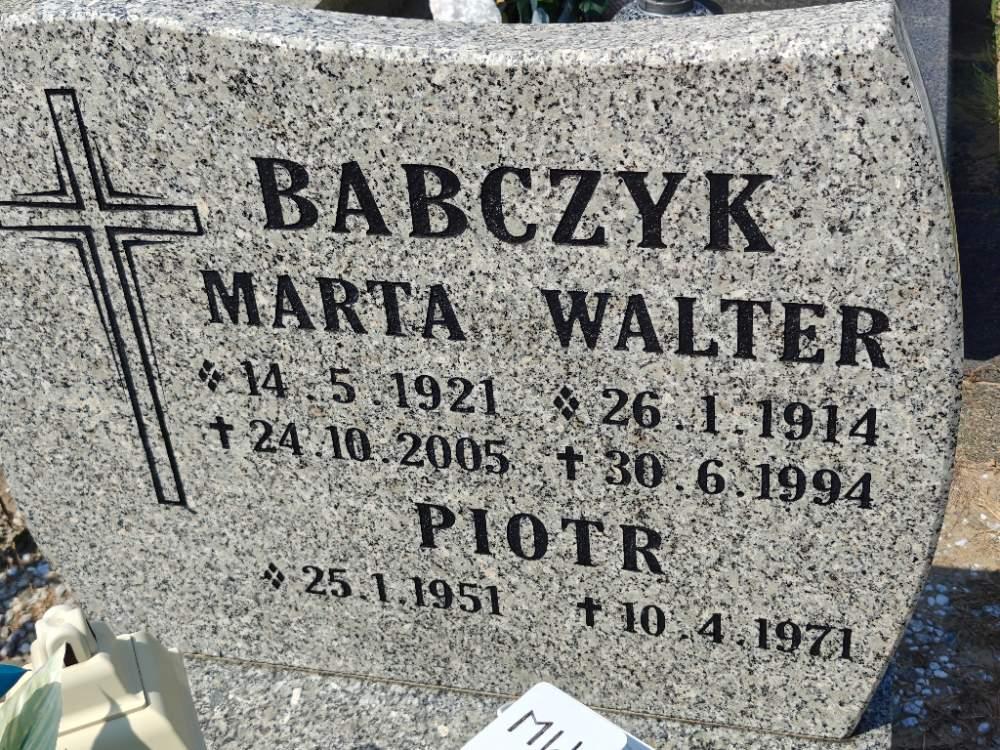 BABCZYK
MARTA WALTER
14.5.1921 26.1.1914
24.10.2005 30.6.1994
PIOTR
25.1.1951 10.4.1971